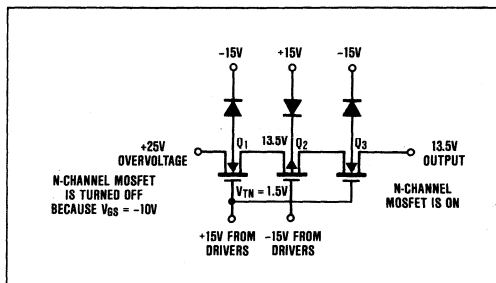 -15V
+15V
-15V
+25V
OVERVOLTAGE
Q1
13.5V
Q2
Q3
13.5V
OUTPUT
N-CHANNEL MOSFET
IS TURNED OFF
BECAUSE VGS = -10V
VTN = 1.5V
N-CHANNEL
MOSFET IS ON
+15V FROM
DRIVERS
-15V FROM
DRIVERS